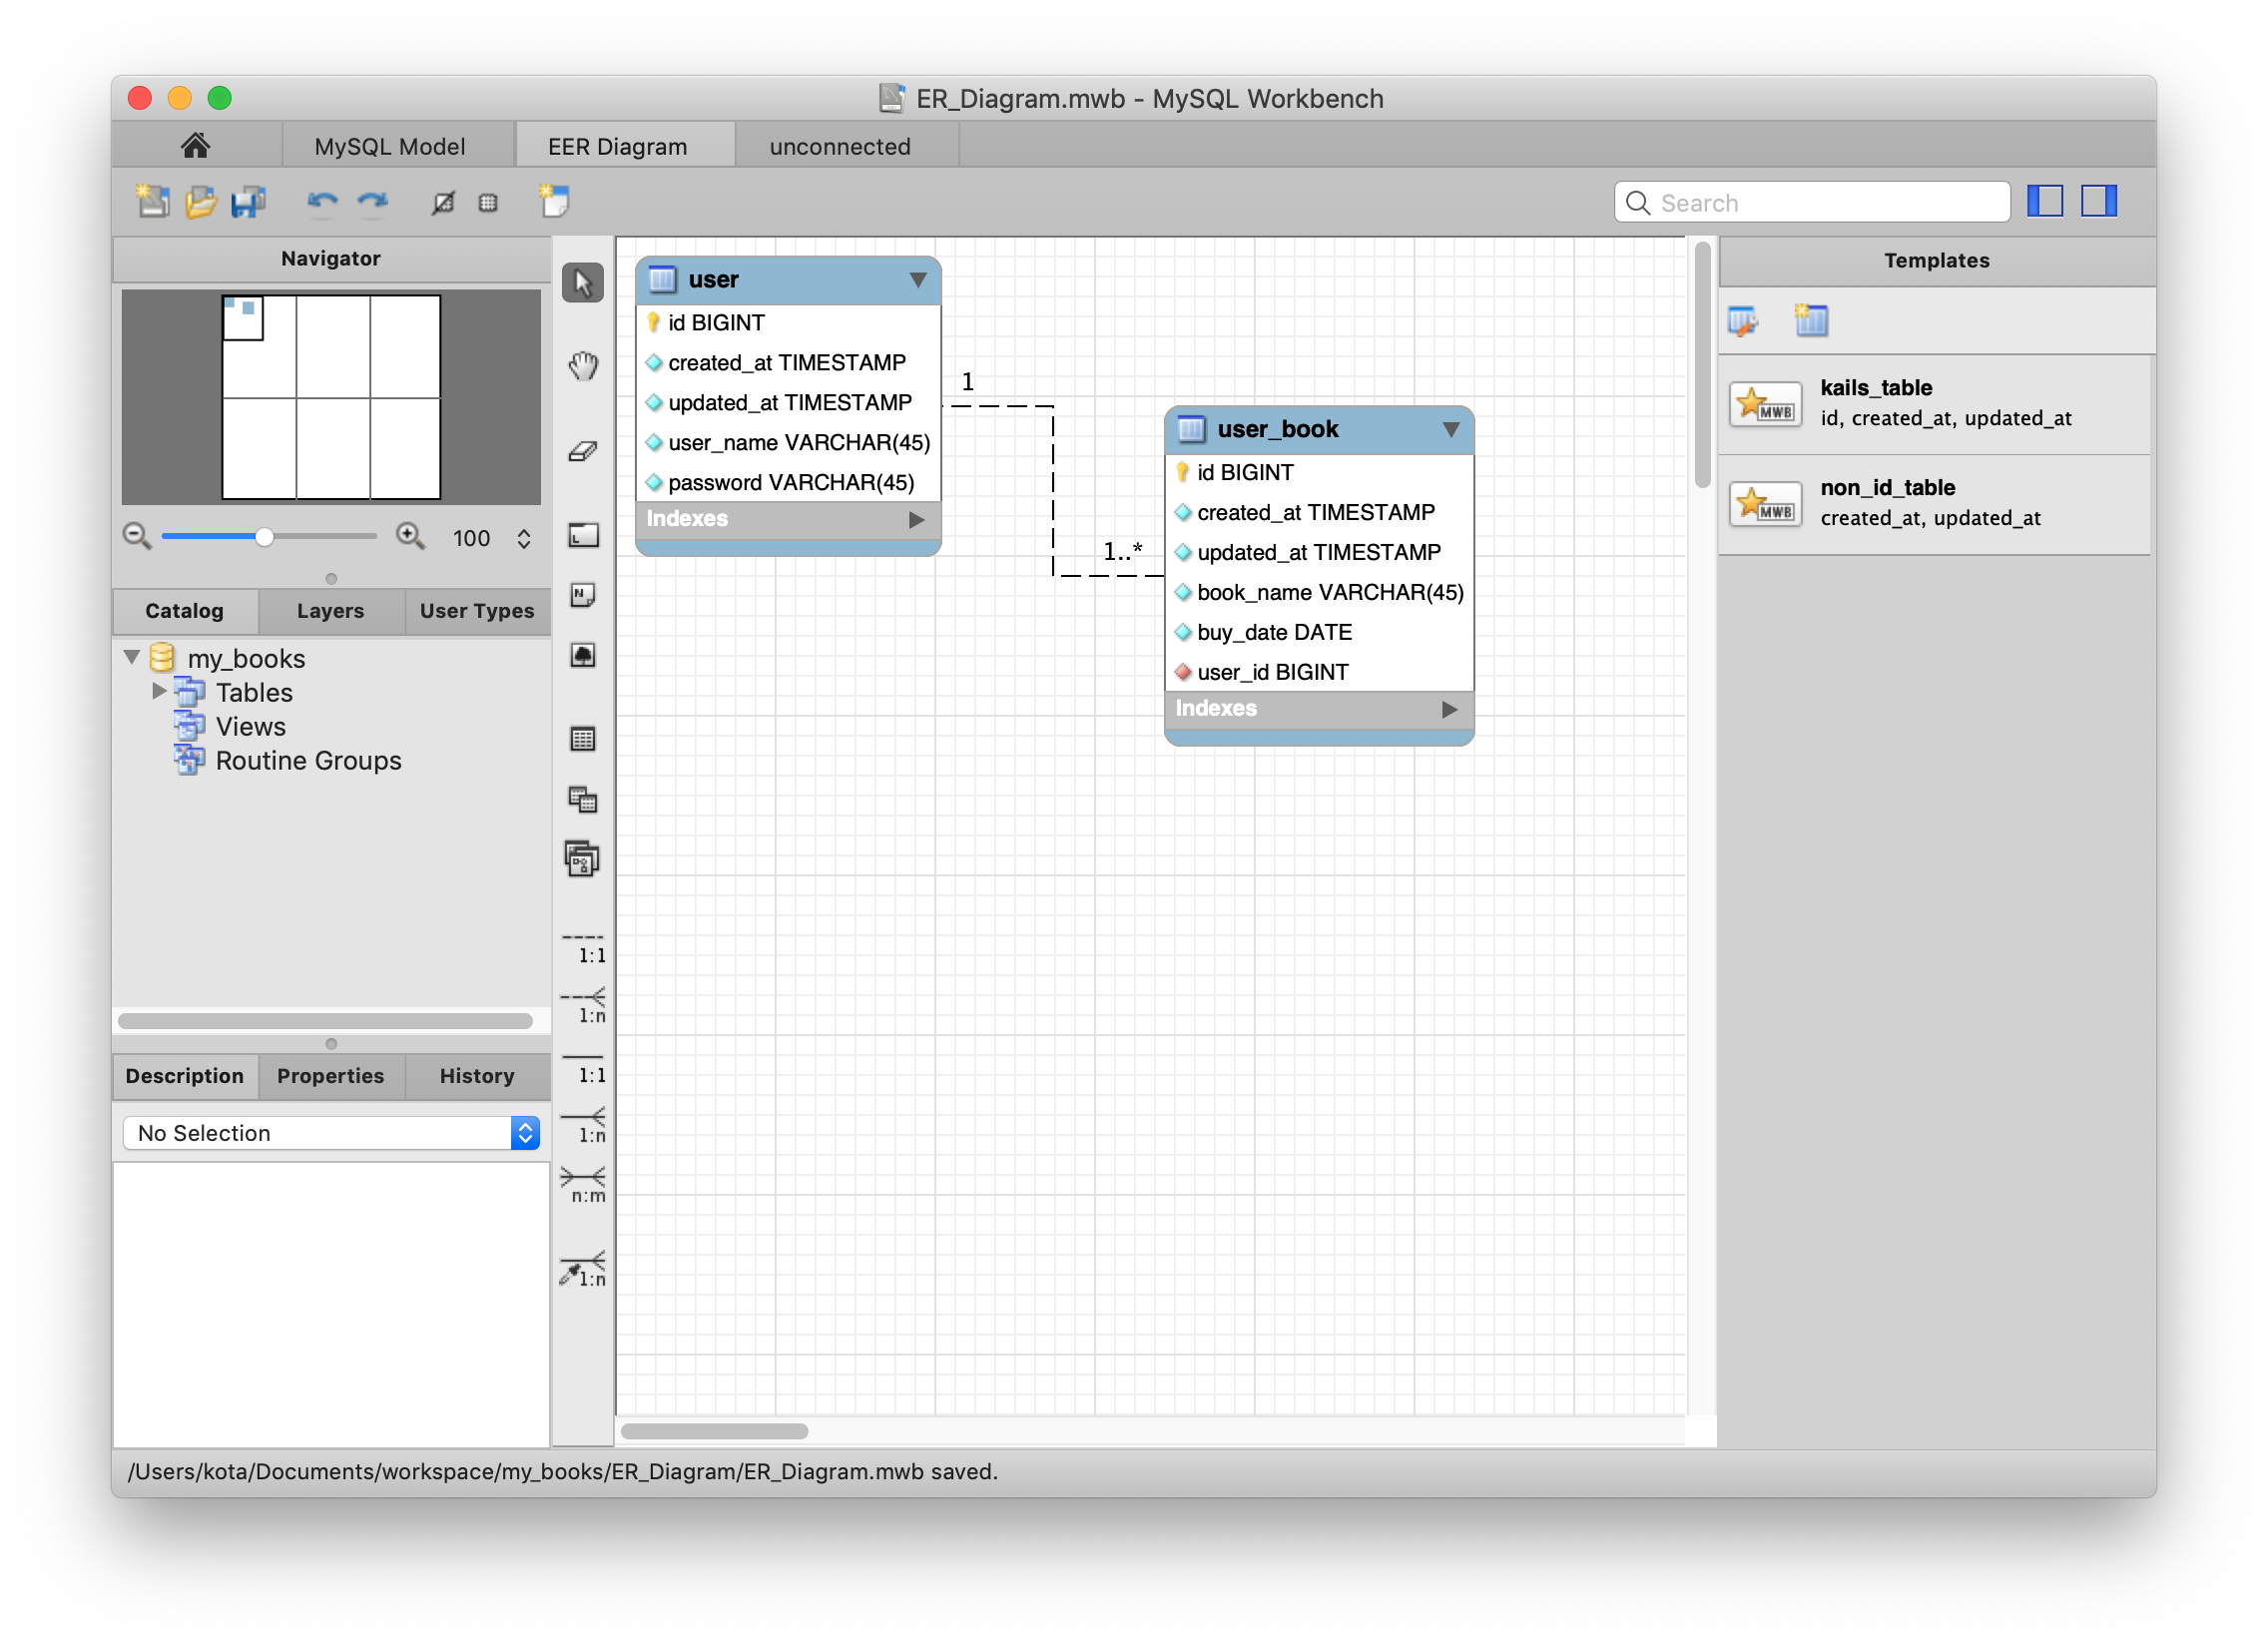 ER_Diagram.mwb - MySQL Workbench
MySQL Model
EER Diagram
unconnected
Search
Navigator
100
Catalog
Layers
User Types
my_books
Tables
Views
Routine Groups
Description
Properties
History
No Selection
L
N
1:1
1:n
1:1
1:n
n:m
1:n
user
id BIGINT
created_at TIMESTAMP
updated_at TIMESTAMP
user_name VARCHAR(45)
password VARCHAR(45)
Indexes
1
1..*
user_book
id BIGINT
created_at TIMESTAMP
updated_at TIMESTAMP
book_name VARCHAR(45)
buy_date DATE
user_id BIGINT
Indexes
Templates
MWB
kails_table
id, created_at, updated_at
MWB
non_id_table
created_at, updated_at
/Users/kota/Documents/workspace/my_books/ER_Diagram/ER_Diagram.mwb saved.